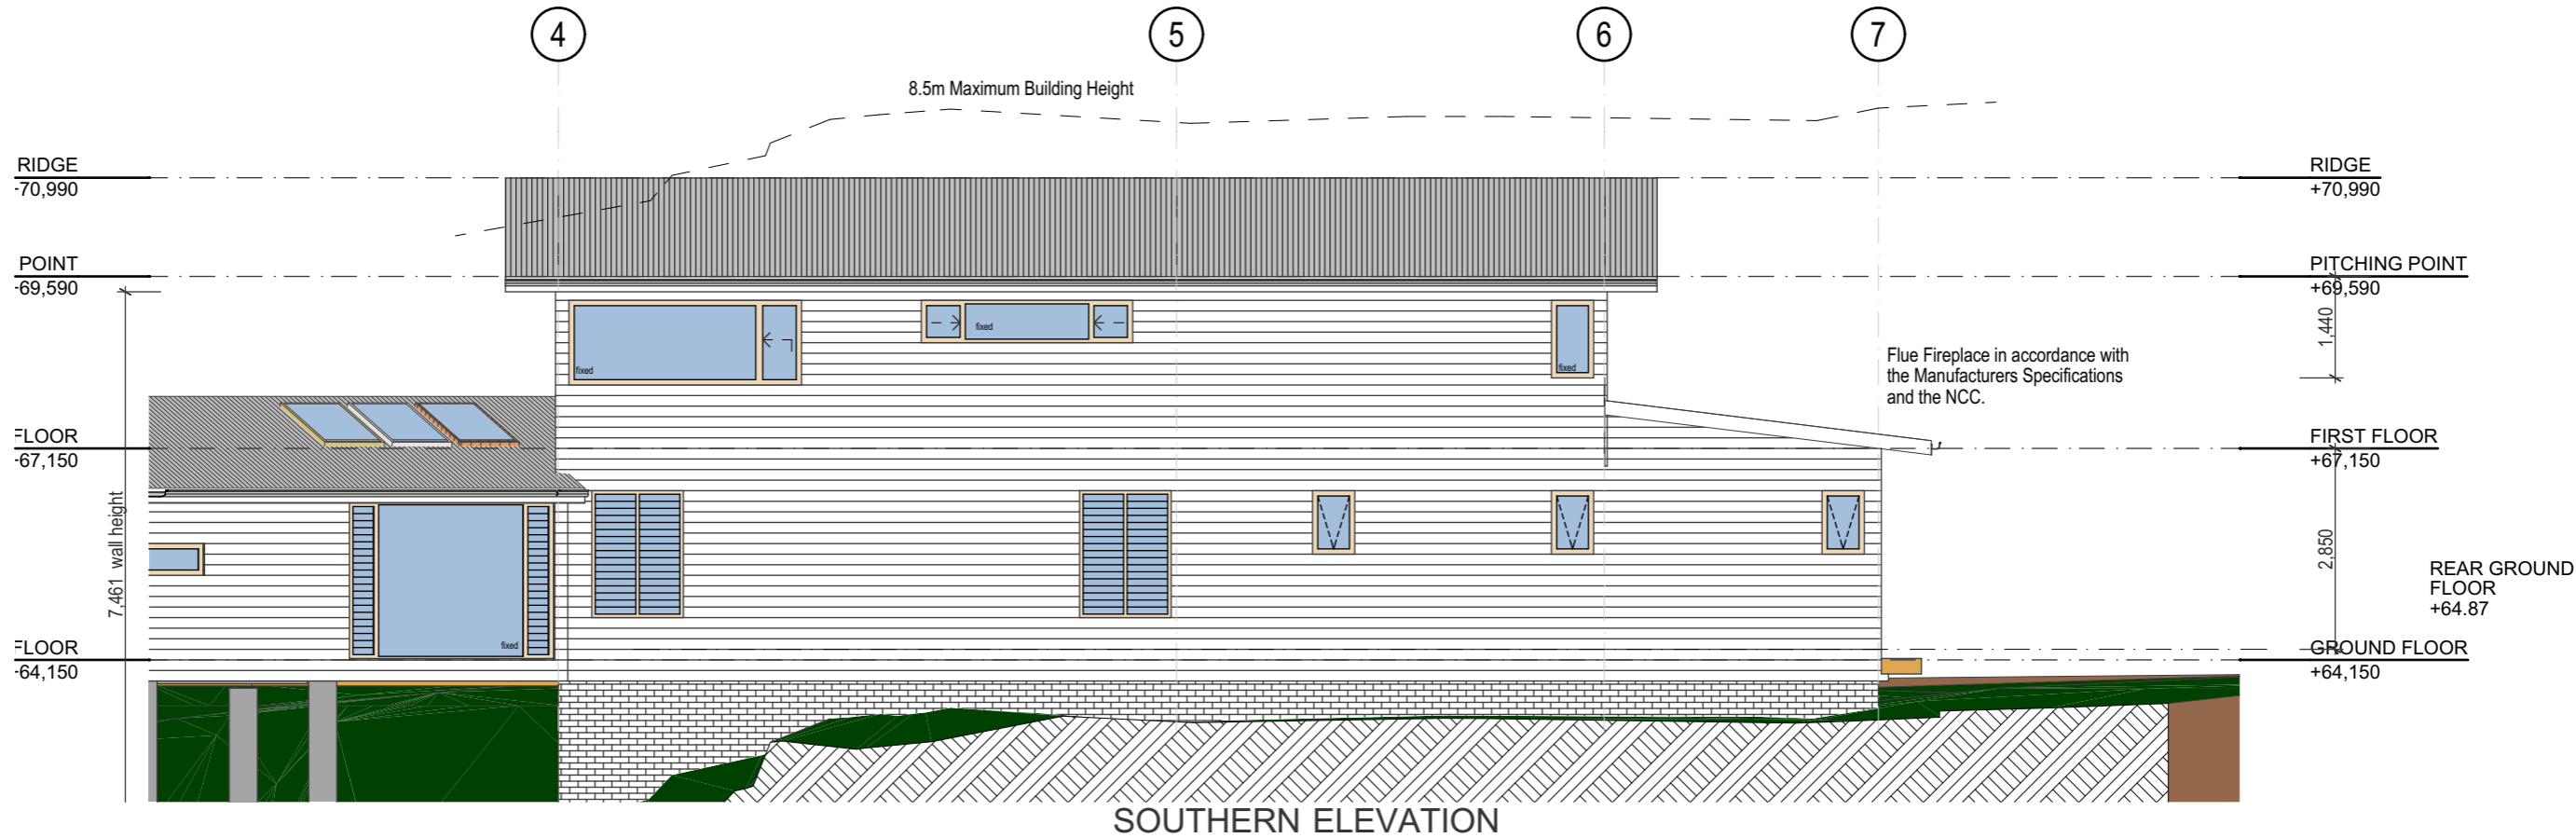 4
5
6
7
8.5m Maximum Building Height
RIDGE
-70,990
RIDGE
+70,990
POINT
-69,590
PITCHING POINT
+69,590
1,440
fixed
fixed
fixed
Flue Fireplace in accordance with
the Manufacturers Specifications
and the NCC.
FLOOR
-67,150
FIRST FLOOR
+67,150
7,461 wall height
2,850
REAR GROUND
FLOOR
+64.87
fixed
FLOOR
-64,150
GROUND FLOOR
+64,150
SOUTHERN ELEVATION